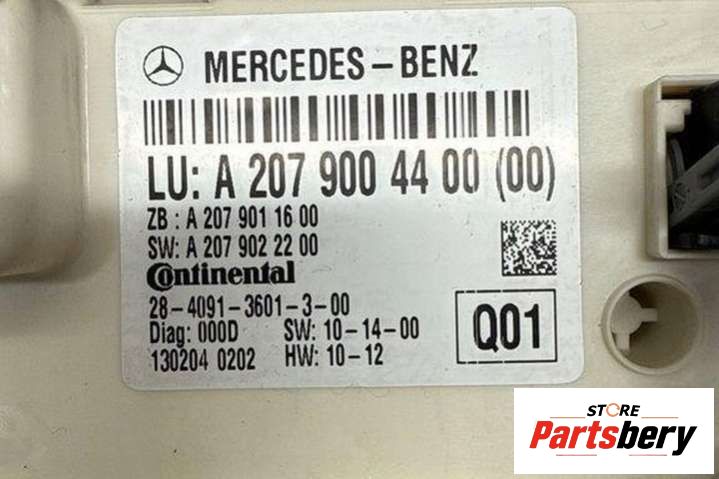 MERCEDES-BENZ
LU: A 207 900 44 00 (00)
ZB : A 207 901 16 00
SW: A 207 902 22 00
Continental
28-4091-3601-3-00
Diag: 000D SW: 10-14-00
130204 0202 HW: 10-12
Q01
STORE
Partsbery